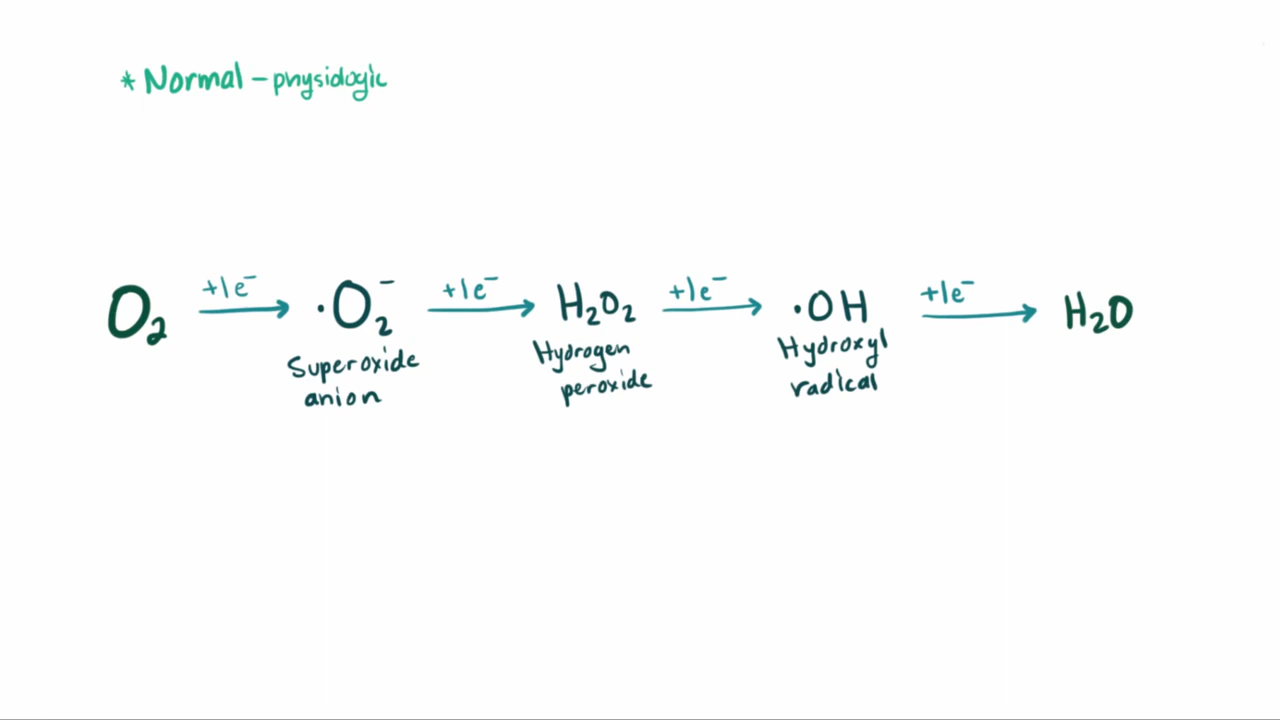 * Normal – physiologic
O₂ +1e⁻ → ·O₂⁻ +1e⁻ → H₂O₂ +1e⁻ → ·OH +1e⁻ → H₂O
Superoxide anion
Hydrogen peroxide
Hydroxyl radical